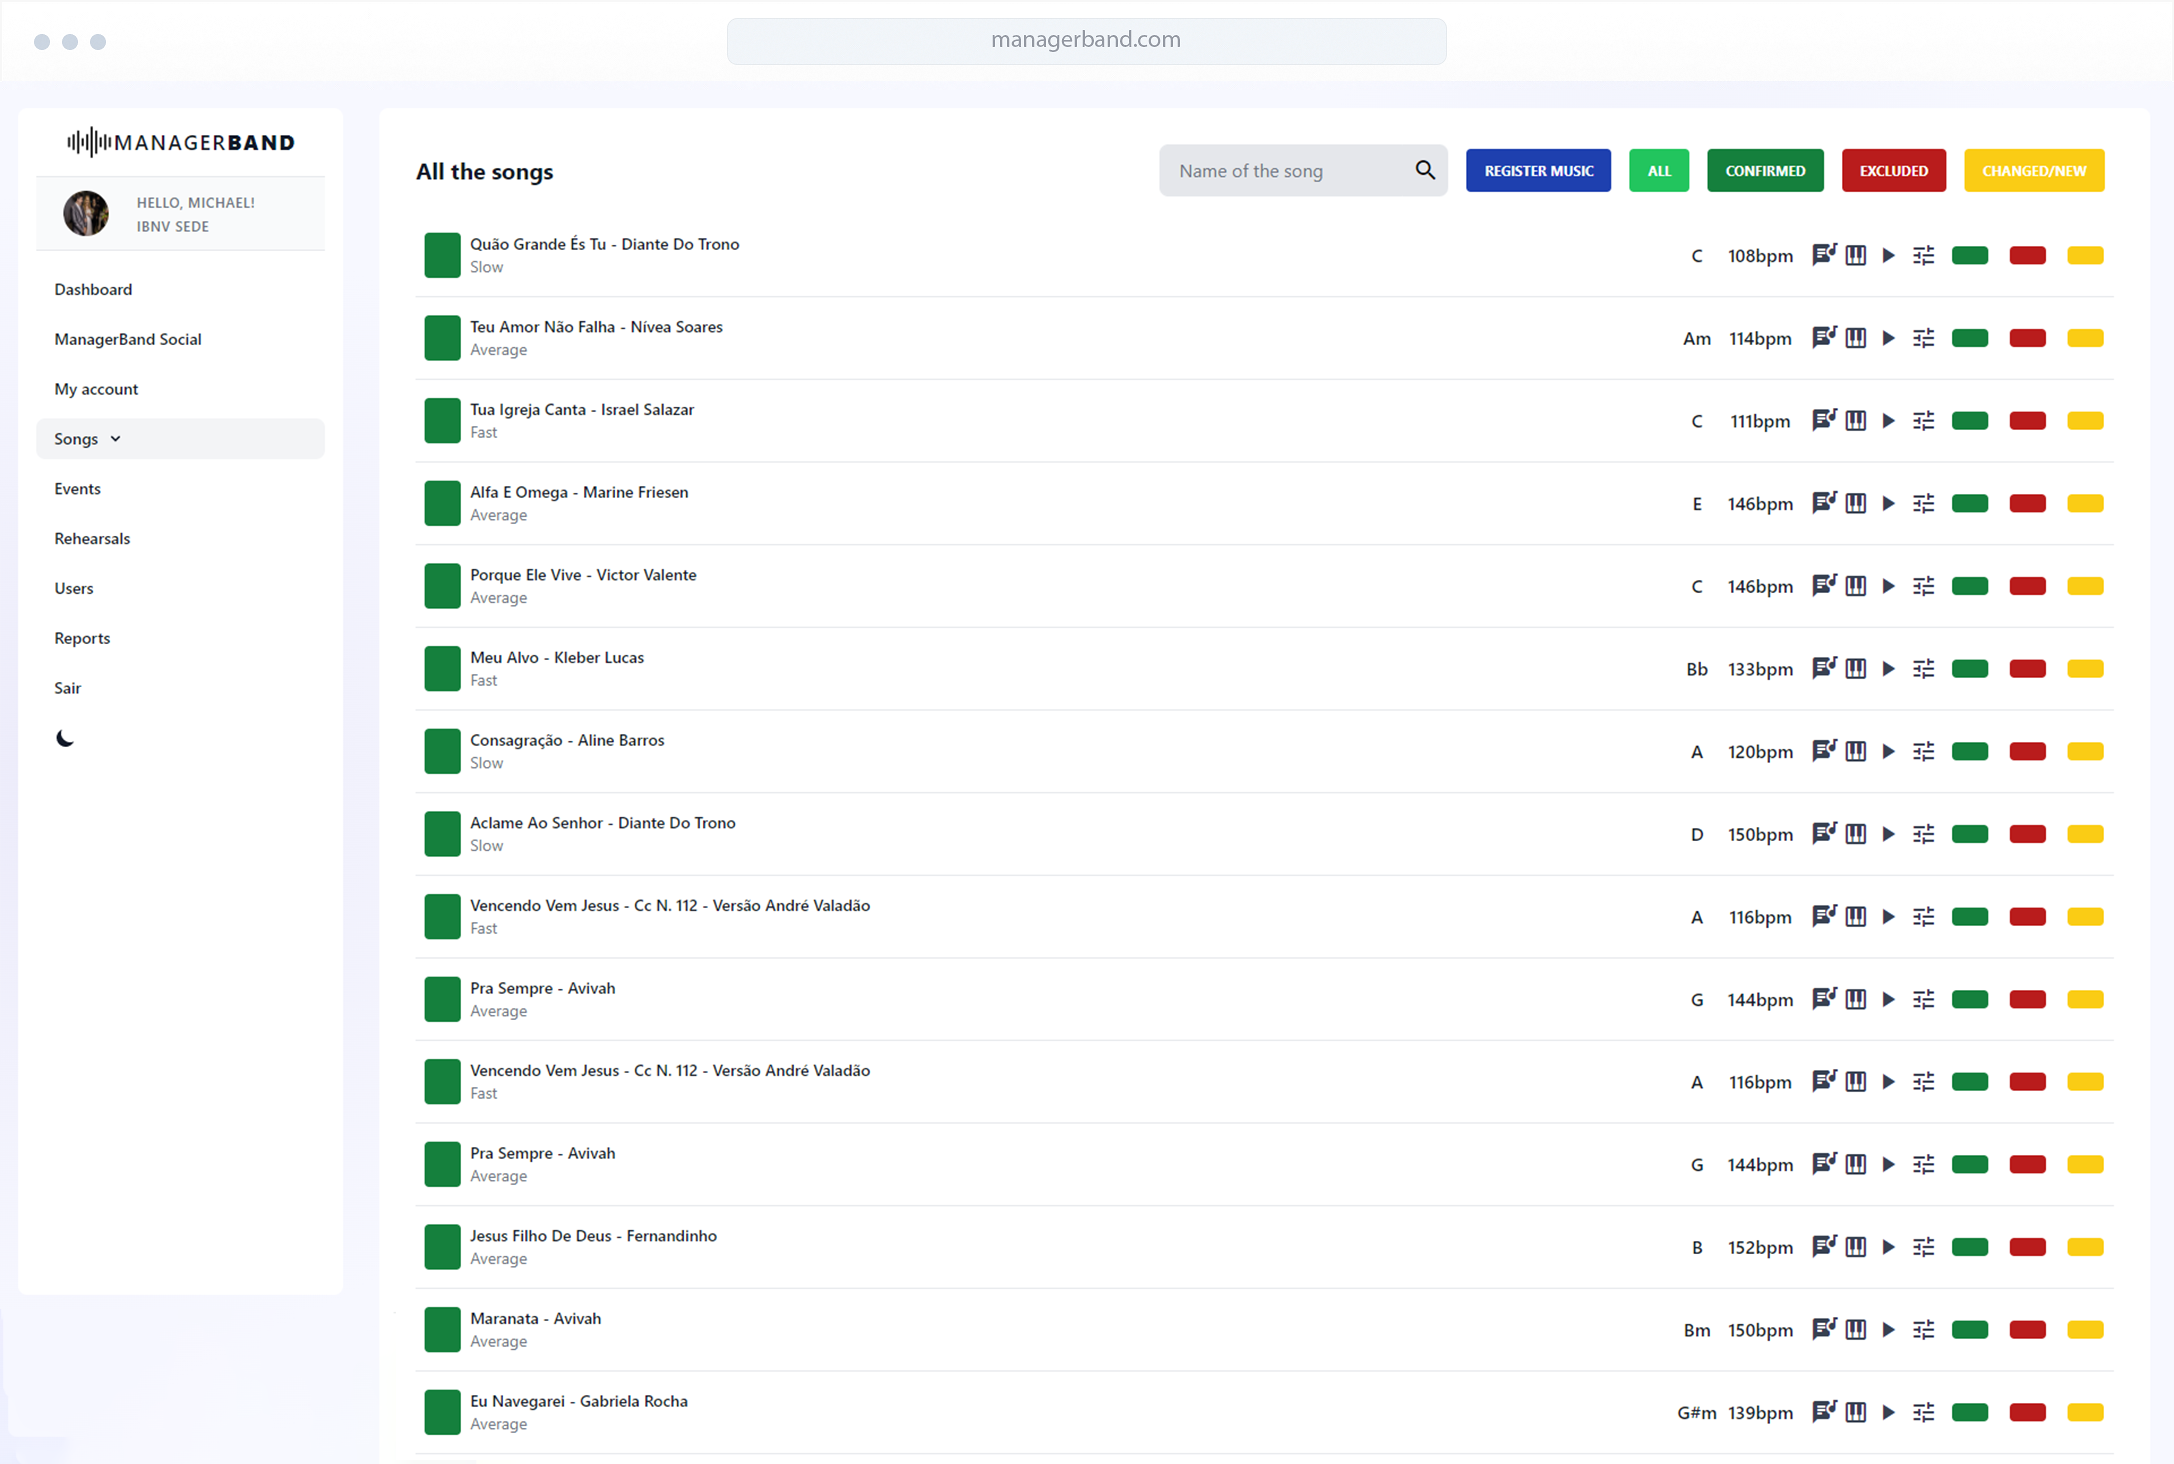 managerband.com
MANAGERBAND
HELLO, MICHAEL!
IBNV SEDE
Dashboard
ManagerBand Social
My account
Songs
Events
Rehearsals
Users
Reports
Sair
All the songs
Name of the song
REGISTER MUSIC
ALL
CONFIRMED
EXCLUDED
CHANGED/NEW
Quão Grande És Tu - Diante Do Trono
Slow
C 108bpm
Teu Amor Não Falha - Nívea Soares
Average
Am 114bpm
Tua Igreja Canta - Israel Salazar
Fast
C 111bpm
Alfa E Omega - Marine Friesen
Average
E 146bpm
Porque Ele Vive - Victor Valente
Average
C 146bpm
Meu Alvo - Kleber Lucas
Fast
Bb 133bpm
Consagração - Aline Barros
Slow
A 120bpm
Aclame Ao Senhor - Diante Do Trono
Slow
D 150bpm
Vencendo Vem Jesus - Cc N. 112 - Versão André Valadão
Fast
A 116bpm
Pra Sempre - Avivah
Average
G 144bpm
Vencendo Vem Jesus - Cc N. 112 - Versão André Valadão
Fast
A 116bpm
Pra Sempre - Avivah
Average
G 144bpm
Jesus Filho De Deus - Fernandinho
Average
B 152bpm
Maranata - Avivah
Average
Bm 150bpm
Eu Navegarei - Gabriela Rocha
Average
G#m 139bpm